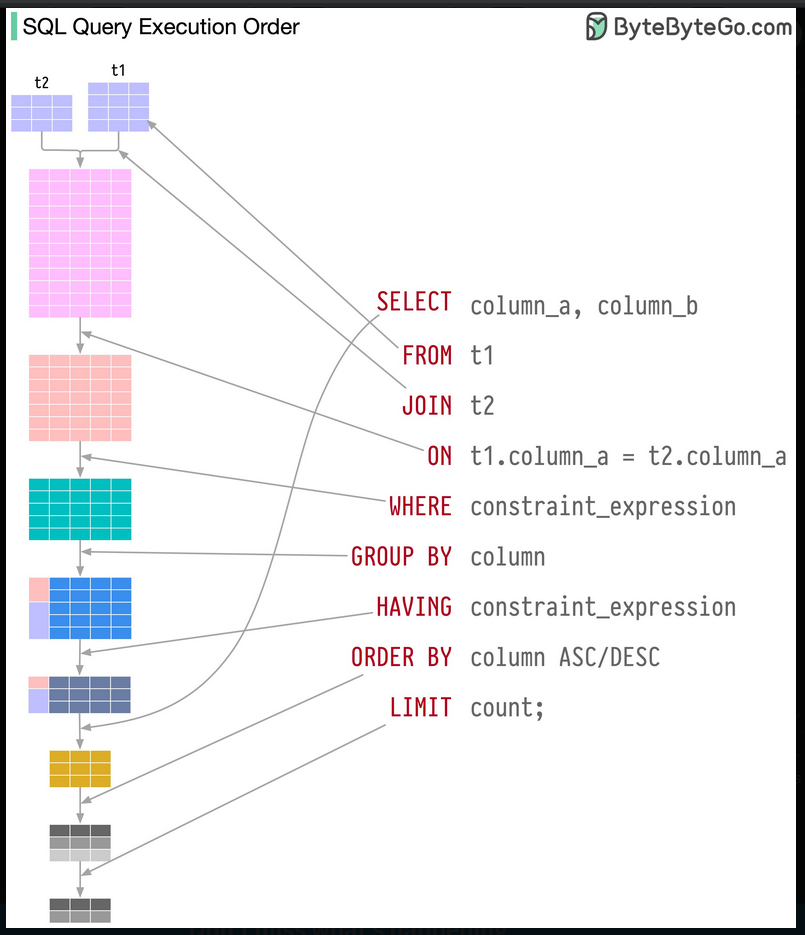 SQL Query Execution Order
ByteByteGo.com
t2
t1
SELECT column_a, column_b
FROM t1
JOIN t2
ON t1.column_a = t2.column_a
WHERE constraint_expression
GROUP BY column
HAVING constraint_expression
ORDER BY column ASC/DESC
LIMIT count;